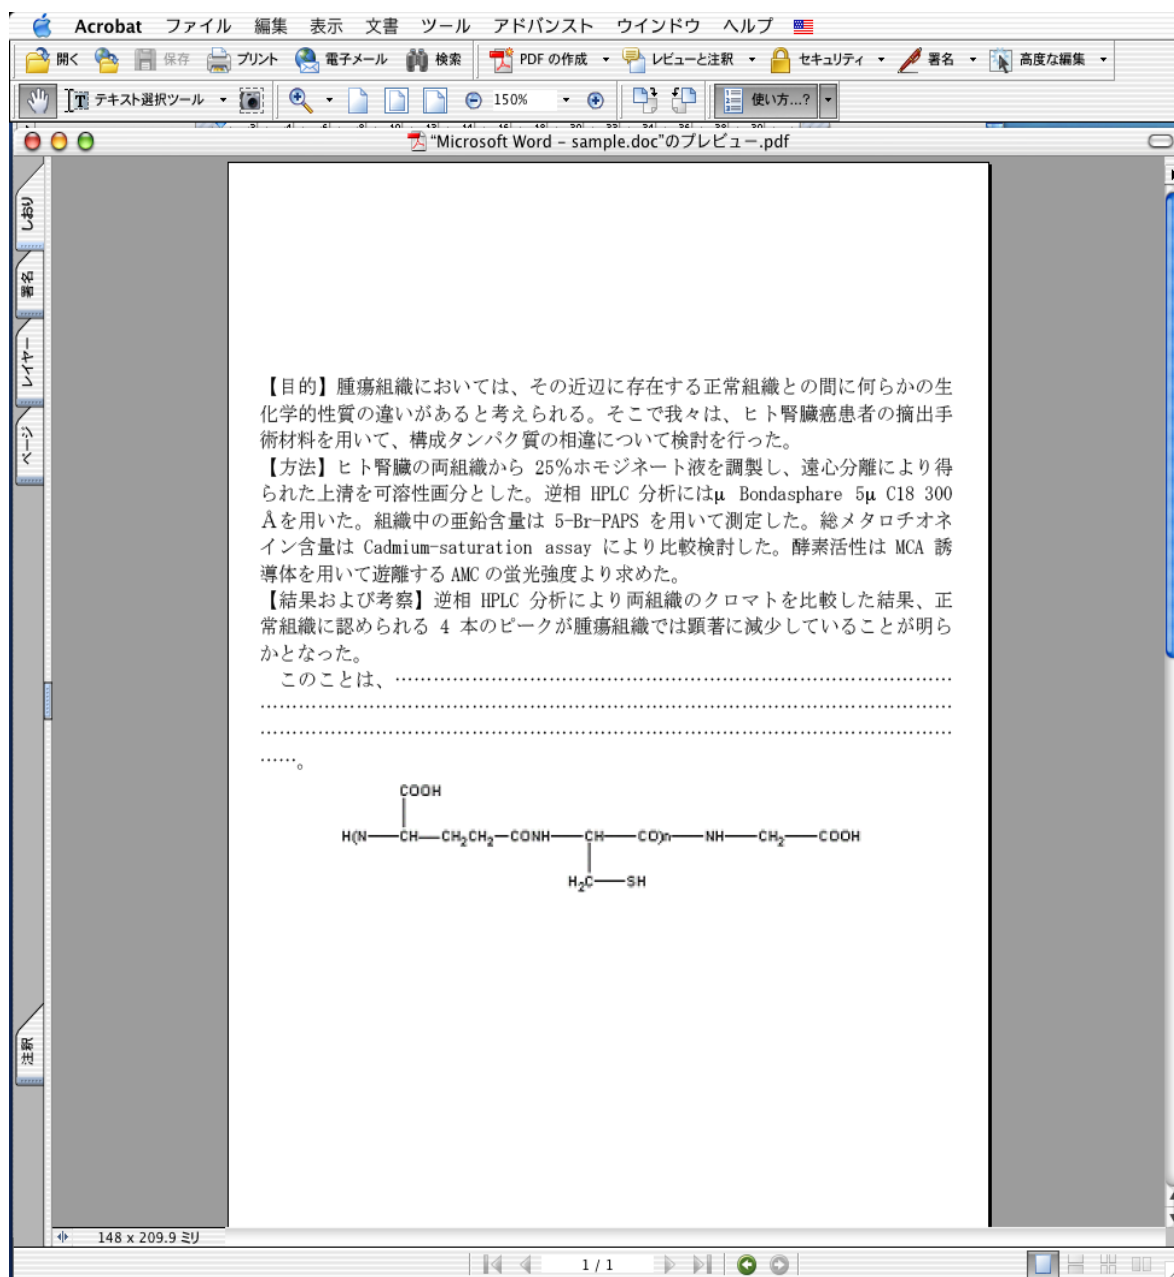 Acrobat ファイル 編集 表示 文書 ツール アドバンスト ウインドウ ヘルプ
開く 保存 プリント 電子メール 検索 PDF の作成 レビューと注釈 セキュリティ 署名 高度な編集
テキスト選択ツール 150% 使い方...?
"Microsoft Word – sample.doc"のプレビュー.pdf
しおり
署名
レイヤー
ページ
注釈
【目的】腫瘍組織においては、その近辺に存在する正常組織との間に何らかの生
化学的性質の違いがあると考えられる。そこで我々は、ヒト腎臓癌患者の摘出手
術材料を用いて、構成タンパク質の相違について検討を行った。
【方法】ヒト腎臓の両組織から 25%ホモジネート液を調製し、遠心分離により得
られた上清を可溶性画分とした。逆相 HPLC 分析にはμ Bondasphare 5μ C18 300
Åを用いた。組織中の亜鉛含量は 5-Br-PAPS を用いて測定した。総メタロチオネ
イン含量は Cadmium-saturation assay により比較検討した。酵素活性は MCA 誘
導体を用いて遊離する AMC の蛍光強度より求めた。
【結果および考察】逆相 HPLC 分析により両組織のクロマトを比較した結果、正
常組織に認められる 4 本のピークが腫瘍組織では顕著に減少していることが明ら
かとなった。
このことは、……………………………………………………………………………
………………………………………………………………………………………………
………………………………………………………………………………………………
……。
COOH
H(N—CH—CH₂CH₂—CONH—CH—CO)n—NH—CH₂—COOH
H₂C—SH
148 x 209.9 ミリ
1 / 1